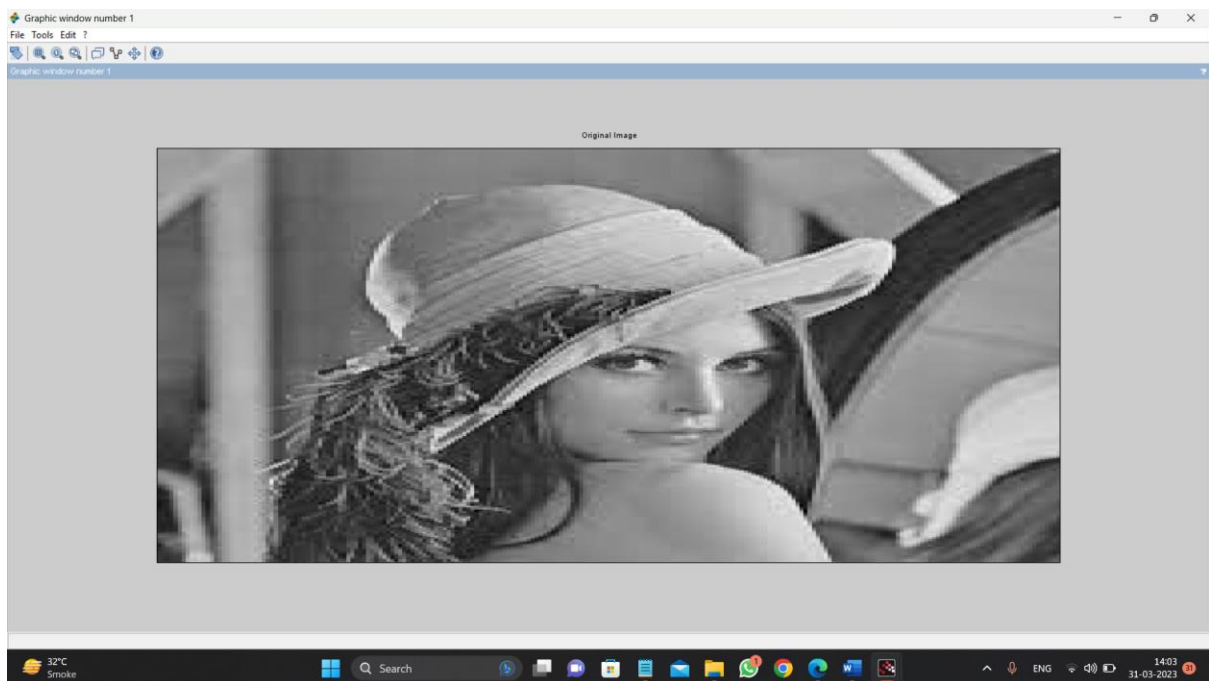 Graphic window number 1
File Tools Edit ?
Graphic window number 1
Original Image
32°C
Smoke
Search
ENG
14:03
31-03-2023
31